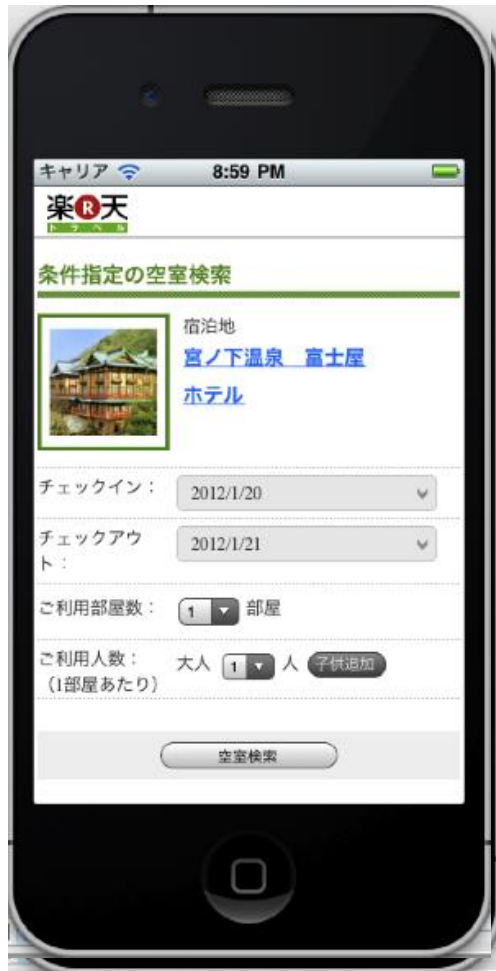 キャリア 8:59 PM
楽R天
トラベル
条件指定の空室検索
宿泊地
宮ノ下温泉 富士屋
ホテル
チェックイン： 2012/1/20
チェックアウ
ト： 2012/1/21
ご利用部屋数： 1 部屋
ご利用人数： 大人 1 人 子供追加
（1部屋あたり）
空室検索